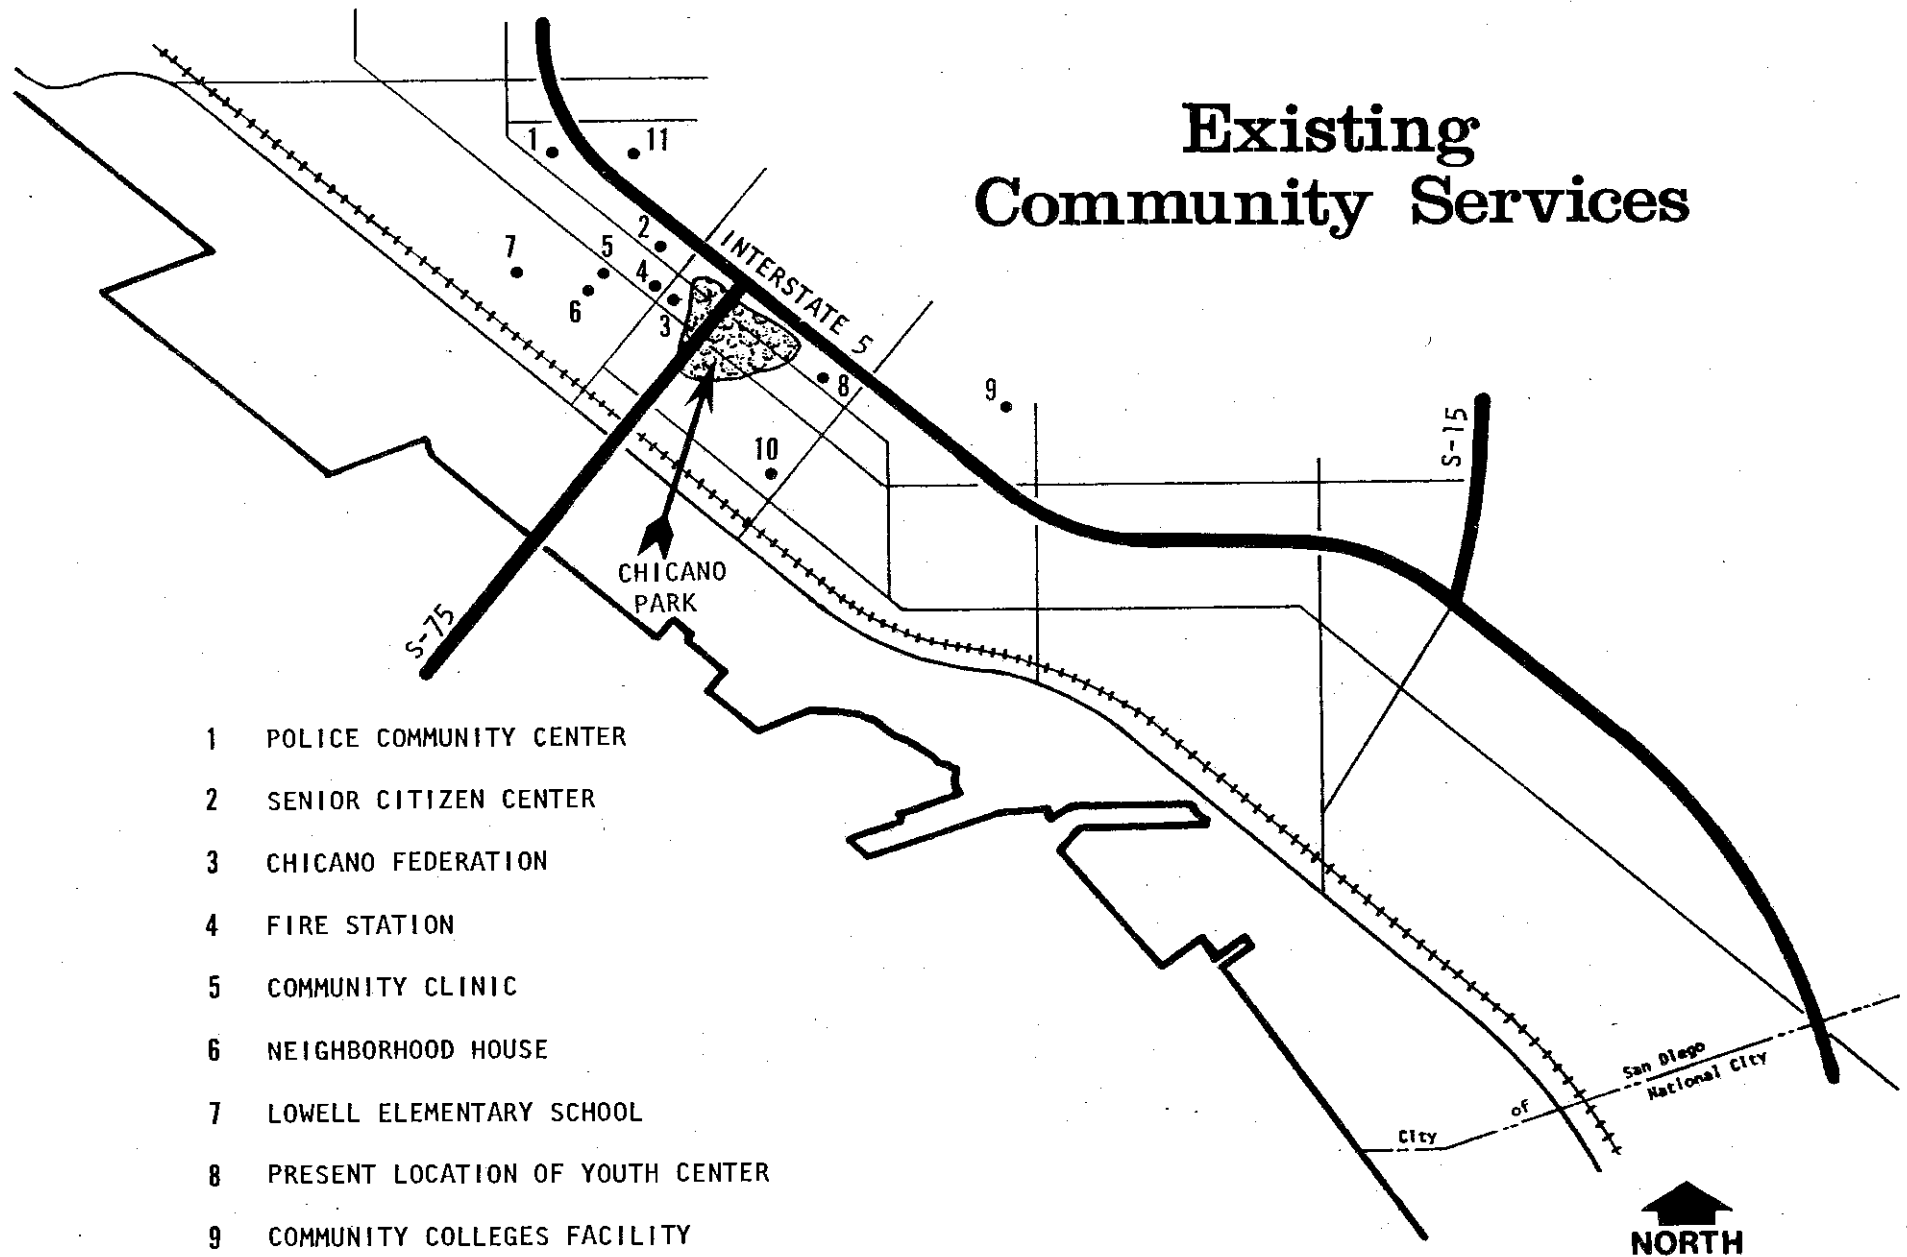 Existing
Community Services
1
11
2
7
5
4
6
3
INTERSTATE 5
8
9
10
S-15
CHICANO
PARK
S-75
1 POLICE COMMUNITY CENTER
2 SENIOR CITIZEN CENTER
3 CHICANO FEDERATION
4 FIRE STATION
5 COMMUNITY CLINIC
6 NEIGHBORHOOD HOUSE
7 LOWELL ELEMENTARY SCHOOL
8 PRESENT LOCATION OF YOUTH CENTER
9 COMMUNITY COLLEGES FACILITY
City of San Diego
National City
NORTH